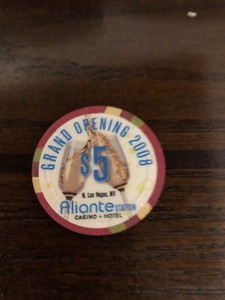 GRAND OPENING 2008
$5
N. Las Vegas, NV
Aliante STATION
CASINO + HOTEL